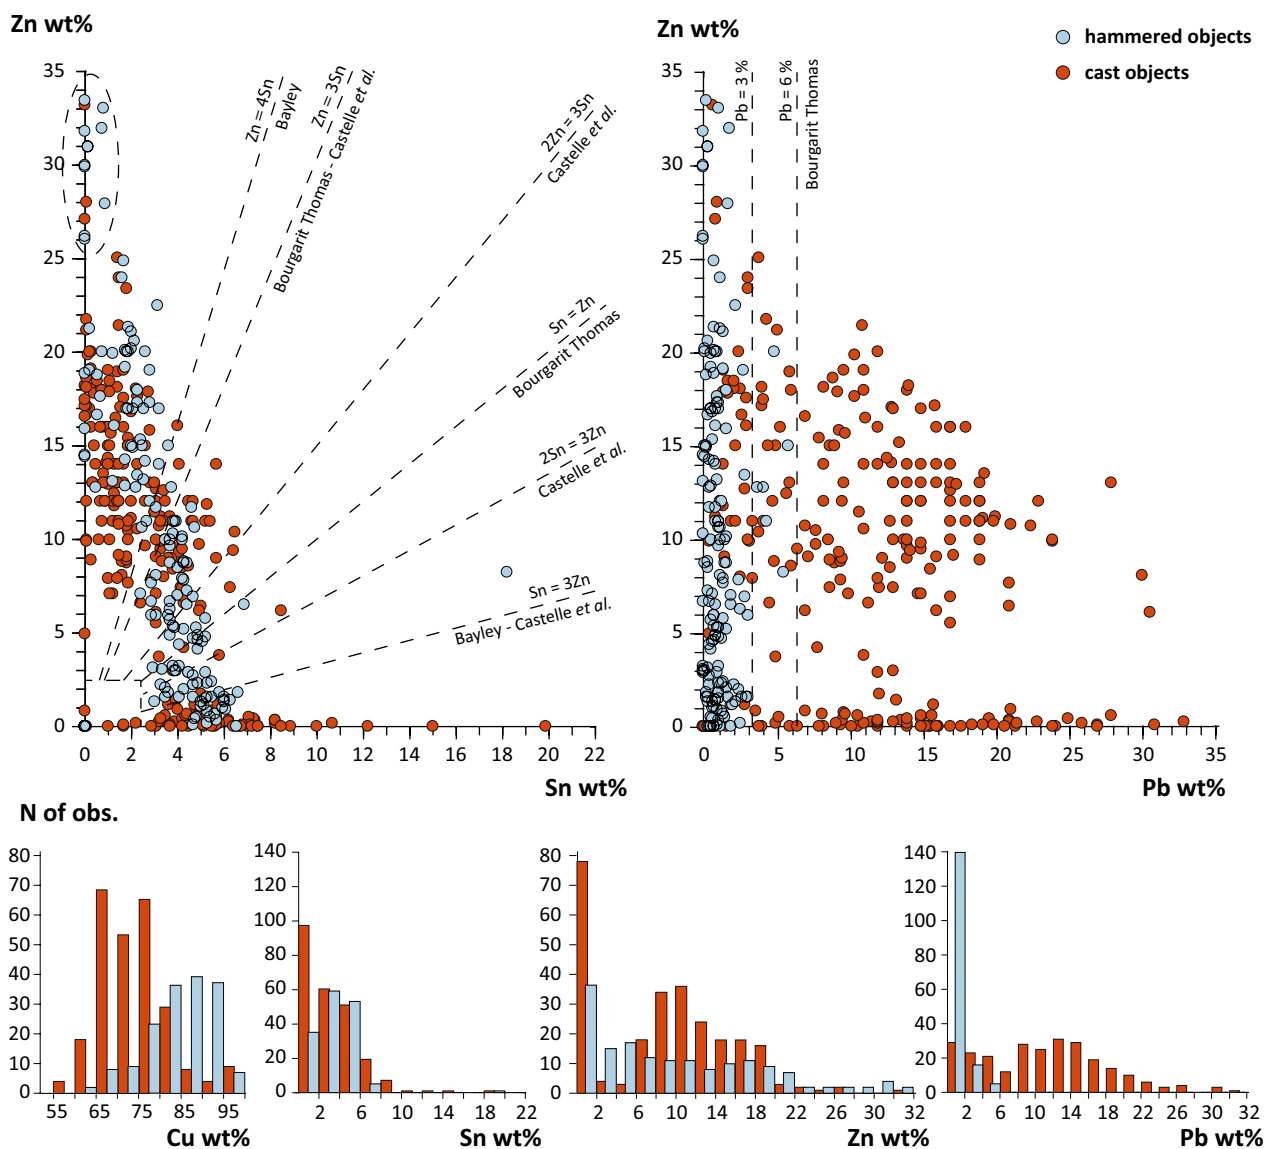 Zn wt%
Zn wt%
hammered objects
cast objects
35
30
25
20
15
10
5
0
Zn = 4Sn
Bayley
Zn = 3Sn
Bourgarit Thomas - Castelle et al.
2Zn = 3Sn
Castelle et al.
Sn = Zn
Bourgarit Thomas
2Sn = 3Zn
Castelle et al.
Sn = 3Zn
Bayley - Castelle et al.
0 2 4 6 8 10 12 14 16 18 20 22
Sn wt%
35
30
25
20
15
10
5
0
Pb = 3 %
Pb = 6 %
Bourgarit Thomas
0 5 10 15 20 25 30 35
Pb wt%
N of obs.
80
70
60
50
40
30
20
10
0
55 65 75 85 95
Cu wt%
140
120
100
80
60
40
20
0
2 6 10 14 18 22
Sn wt%
80
70
60
50
40
30
20
10
0
2 6 10 14 18 22 28 32
Zn wt%
140
120
100
80
60
40
20
0
2 6 10 14 18 22 26 30 32
Pb wt%